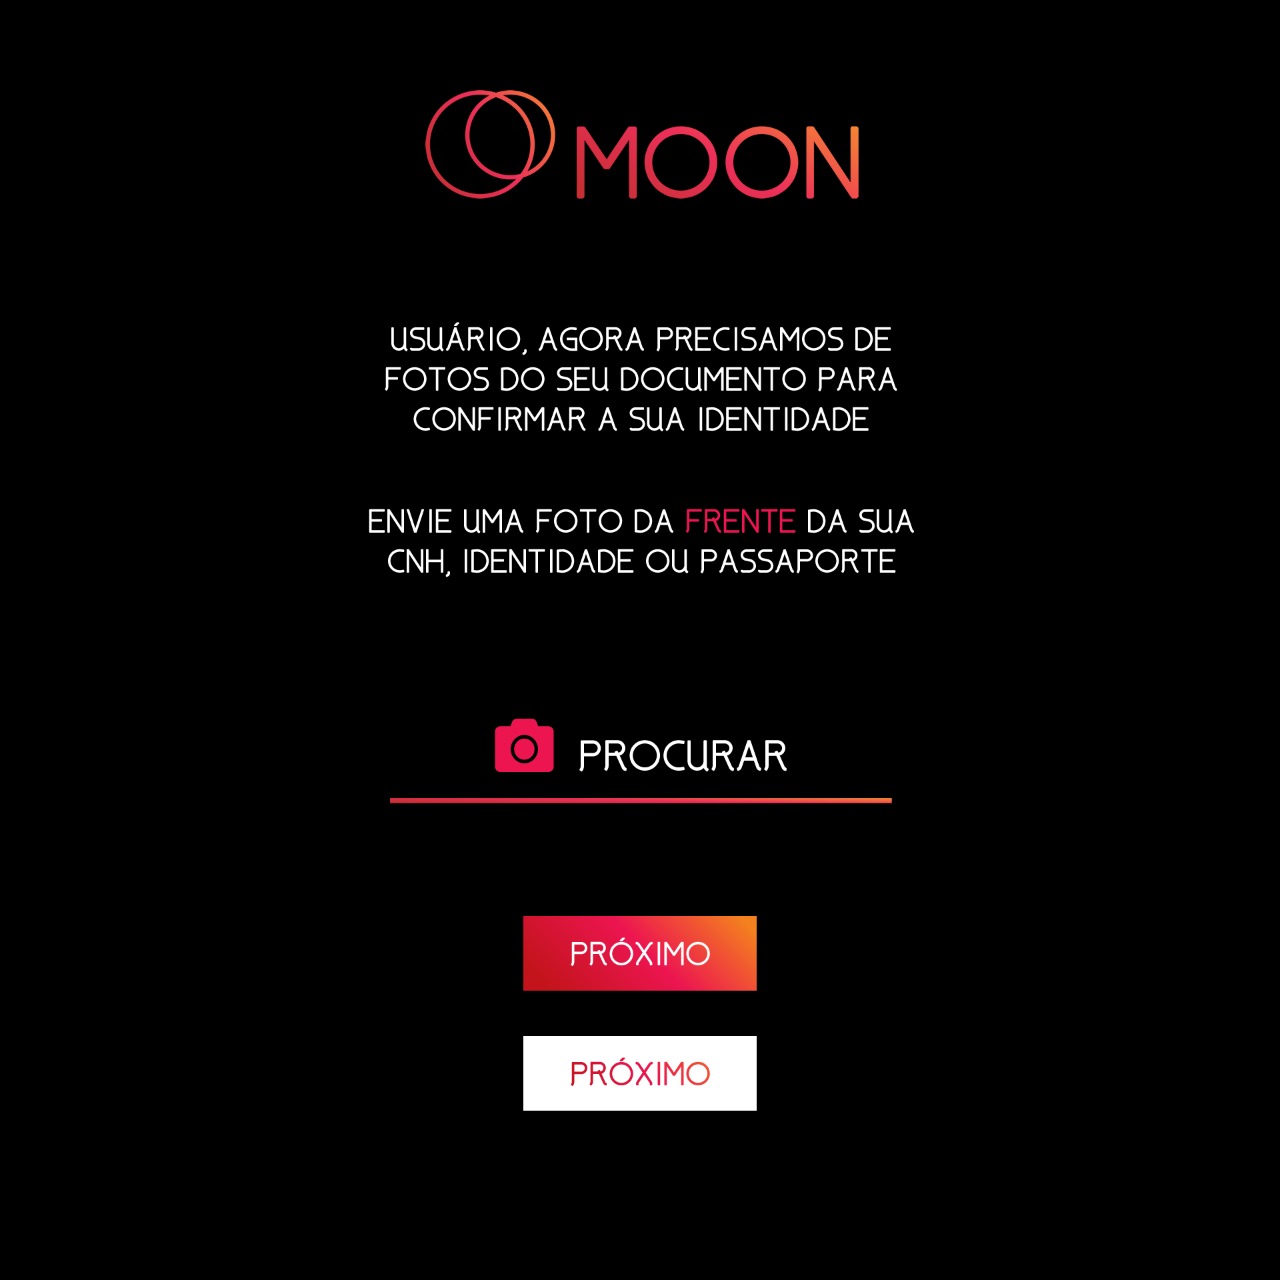 MOON
USUÁRIO, AGORA PRECISAMOS DE
FOTOS DO SEU DOCUMENTO PARA
CONFIRMAR A SUA IDENTIDADE
ENVIE UMA FOTO DA FRENTE DA SUA
CNH, IDENTIDADE OU PASSAPORTE
PROCURAR
PRÓXIMO
PRÓXIMO